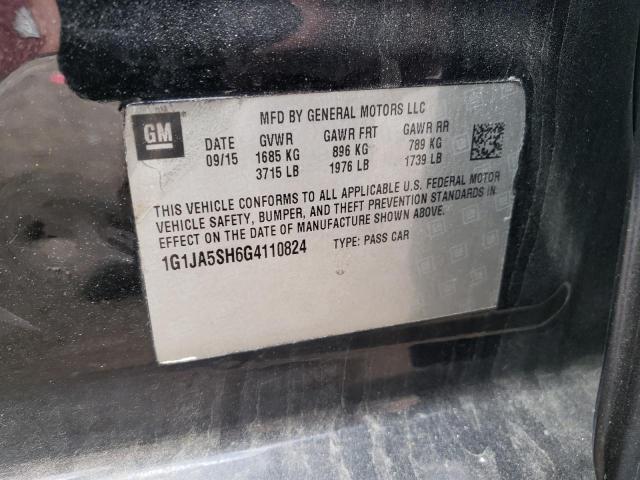 MFD BY GENERAL MOTORS LLC
GM
DATE GVWR GAWR FRT GAWR RR
09/15 1685 KG 896 KG 789 KG
3715 LB 1976 LB 1739 LB
THIS VEHICLE CONFORMS TO ALL APPLICABLE U.S. FEDERAL MOTOR
VEHICLE SAFETY, BUMPER, AND THEFT PREVENTION STANDARDS IN
EFFECT ON THE DATE OF MANUFACTURE SHOWN ABOVE.
1G1JA5SH6G4110824 TYPE: PASS CAR